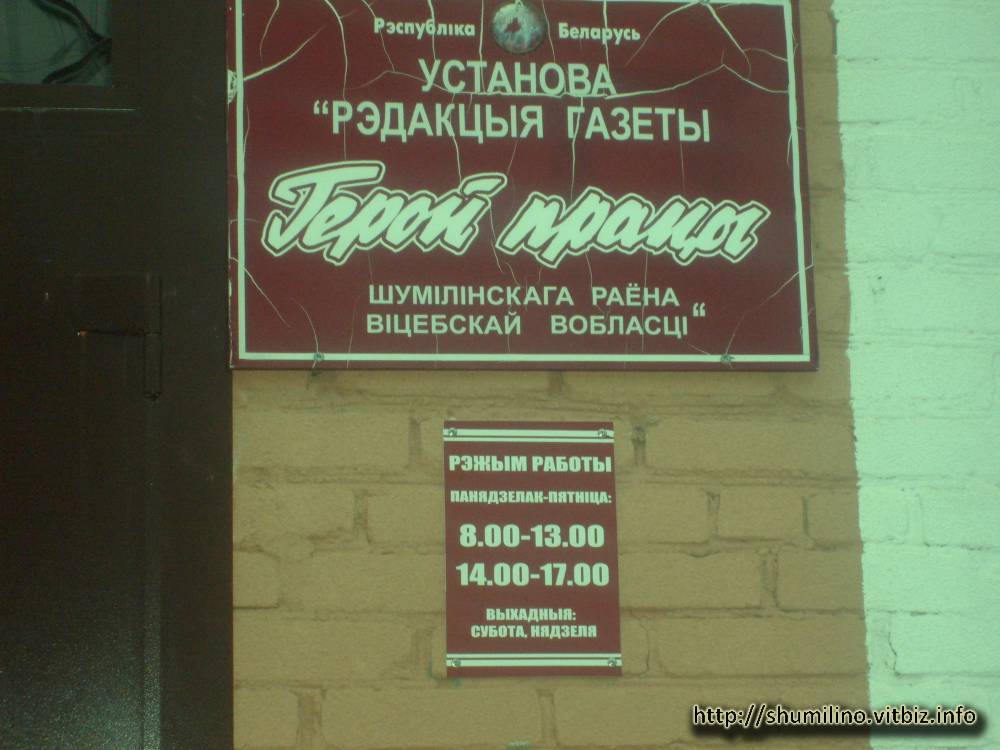 Рэспубліка Беларусь
УСТАНОВА
“РЭДАКЦЫЯ ГАЗЕТЫ
Герой працы
ШУМІЛІНСКАГА РАЁНА
ВІЦЕБСКАЙ ВОБЛАСЦІ“
РЭЖЫМ РАБОТЫ
ПАНЯДЗЕЛАК-ПЯТНІЦА:
8.00-13.00
14.00-17.00
ВЫХАДНЫЯ:
СУБОТА, НЯДЗЕЛЯ
http://shumilino.vitbiz.info